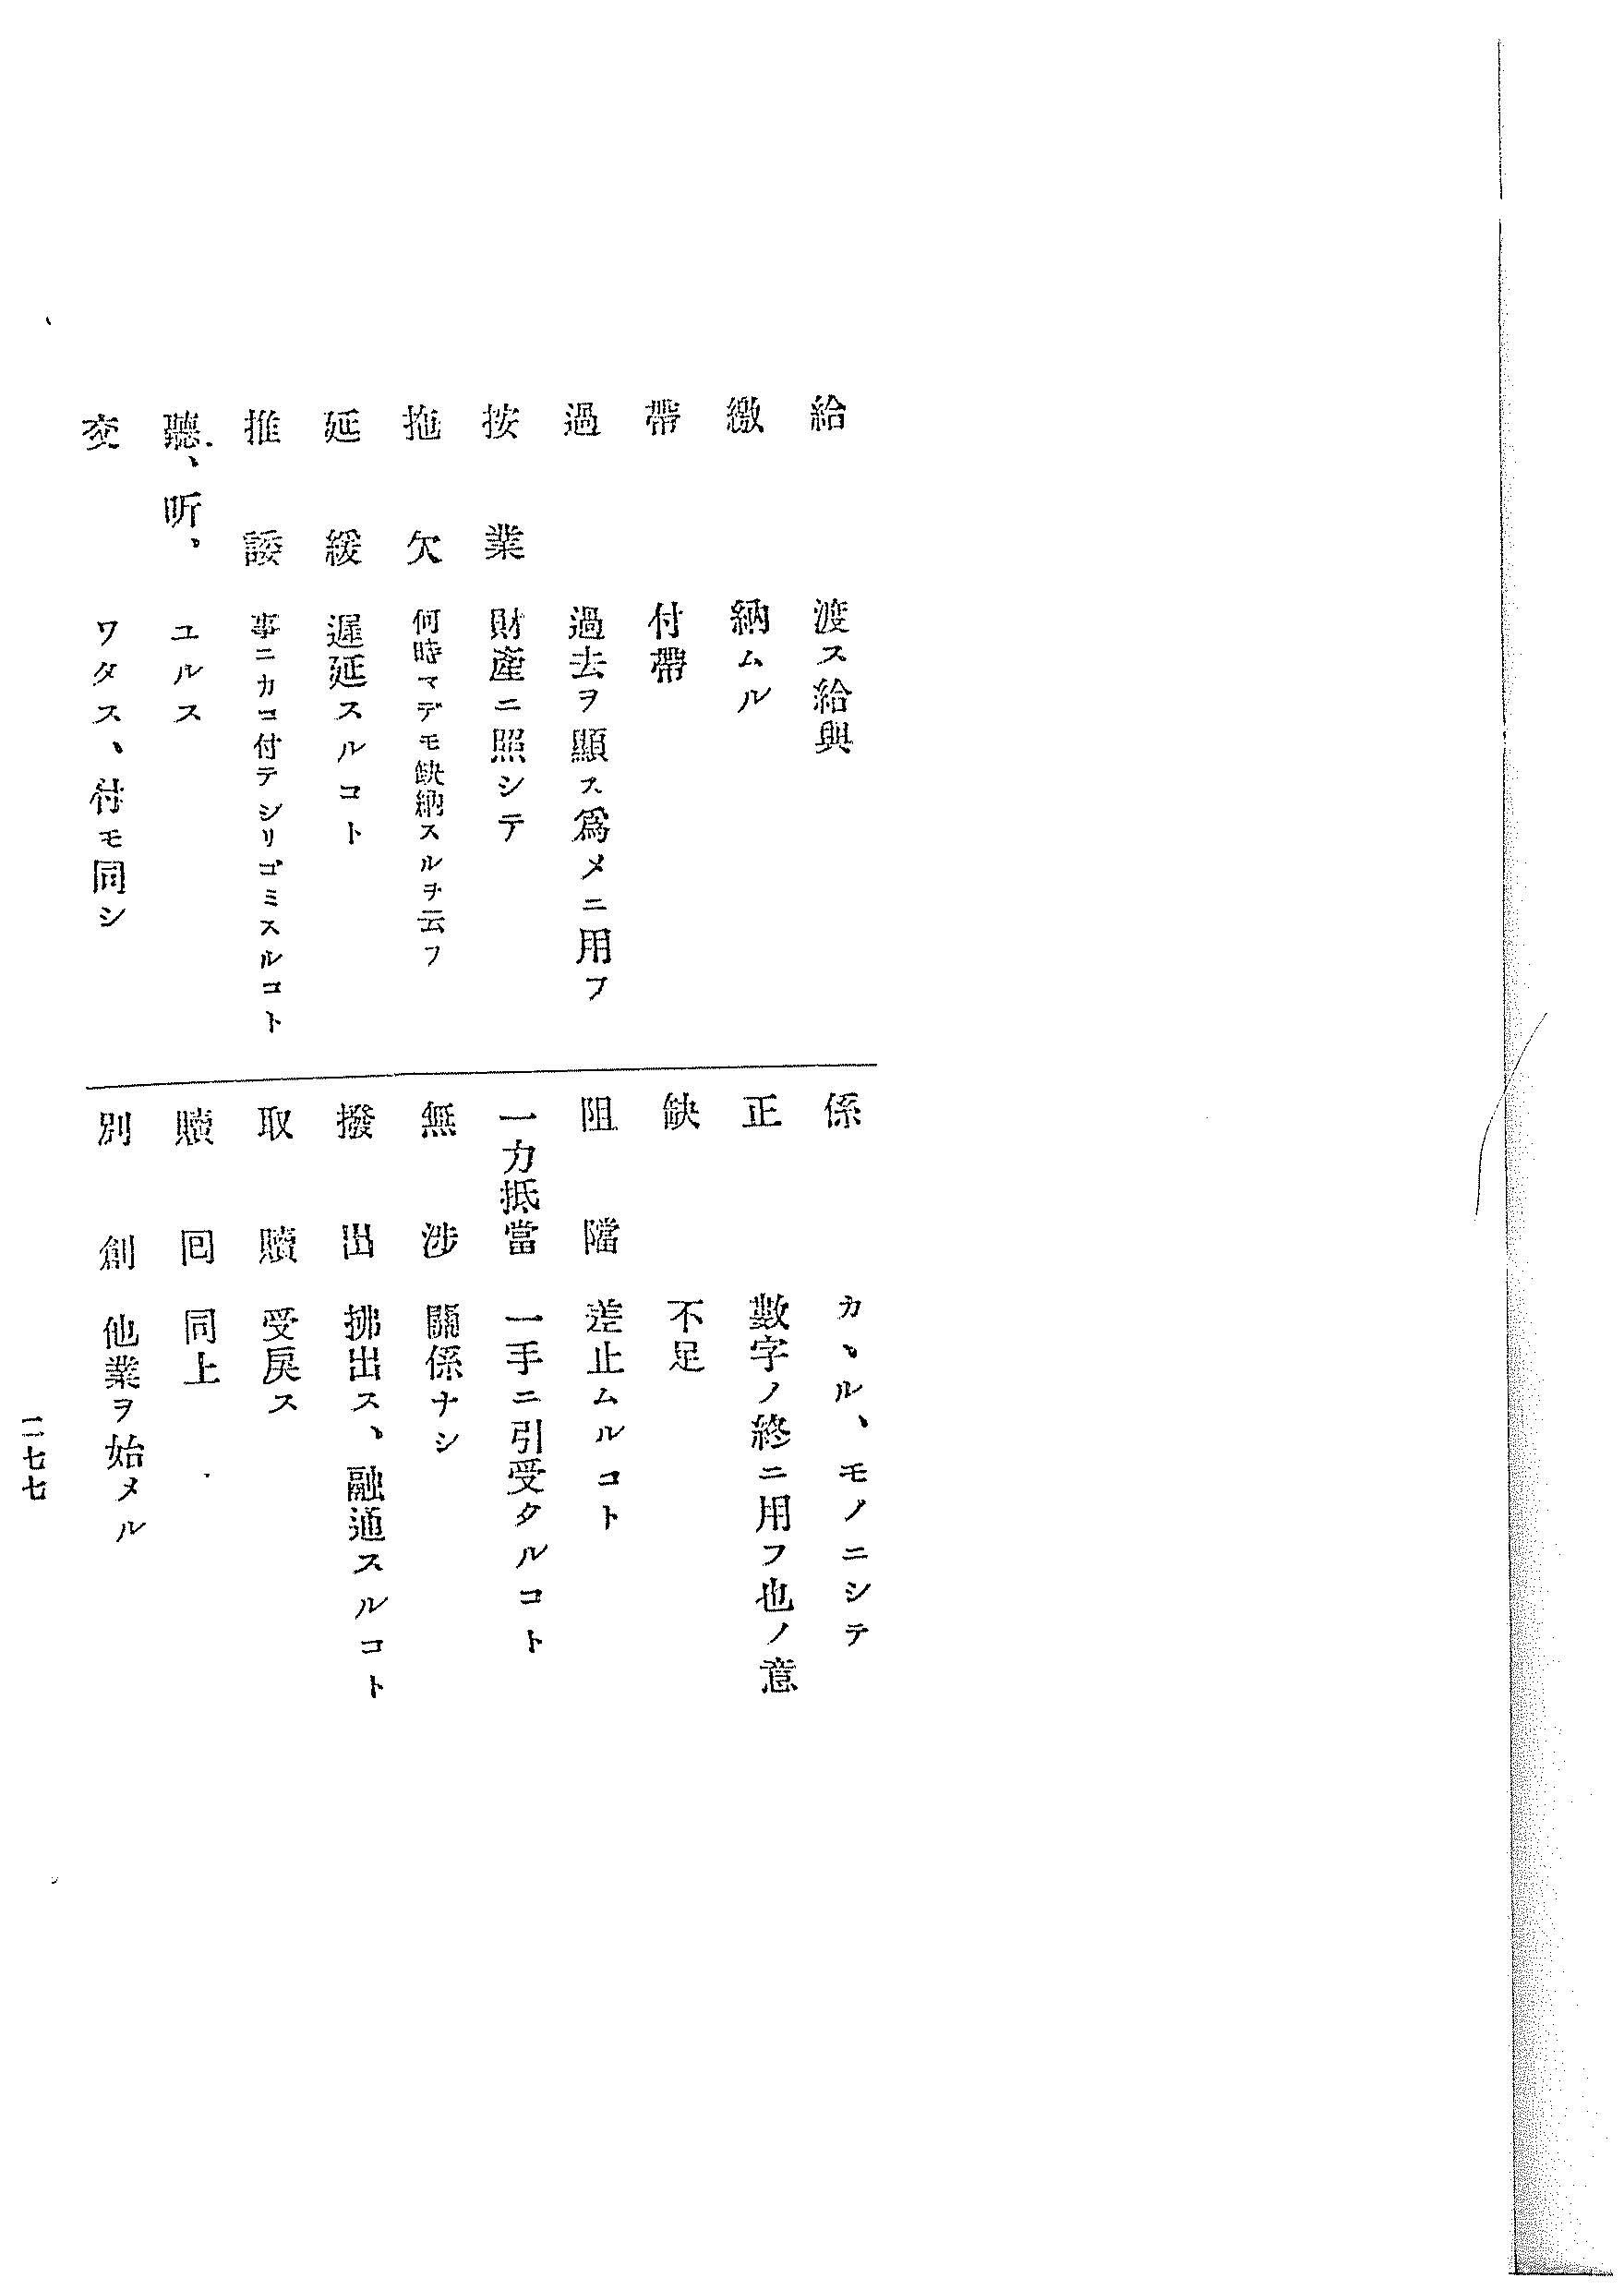 給　渡ス給與
繳　納ムル
帶　付帶
過　過去ヲ顯ス爲メニ用フ
按業　財產ニ照シテ
拖欠　何時マデモ缺納スルヲ云フ
延緩　遲延スルコト
推諉　事ニカコ付テシリゴミスルコト
聽、听、　ユルス
交　ワタス、付モ同シ
係　カヽル、モノニシテ
正　數字ノ終ニ用フ也ノ意
缺　不足
阻擋　差止ムルコト
一力抵當　一手ニ引受タルコト
無涉　關係ナシ
撥出　拂出ス、融通スルコト
取贖　受戾ス
贖回　同上
別創　他業ヲ始メル
二七七